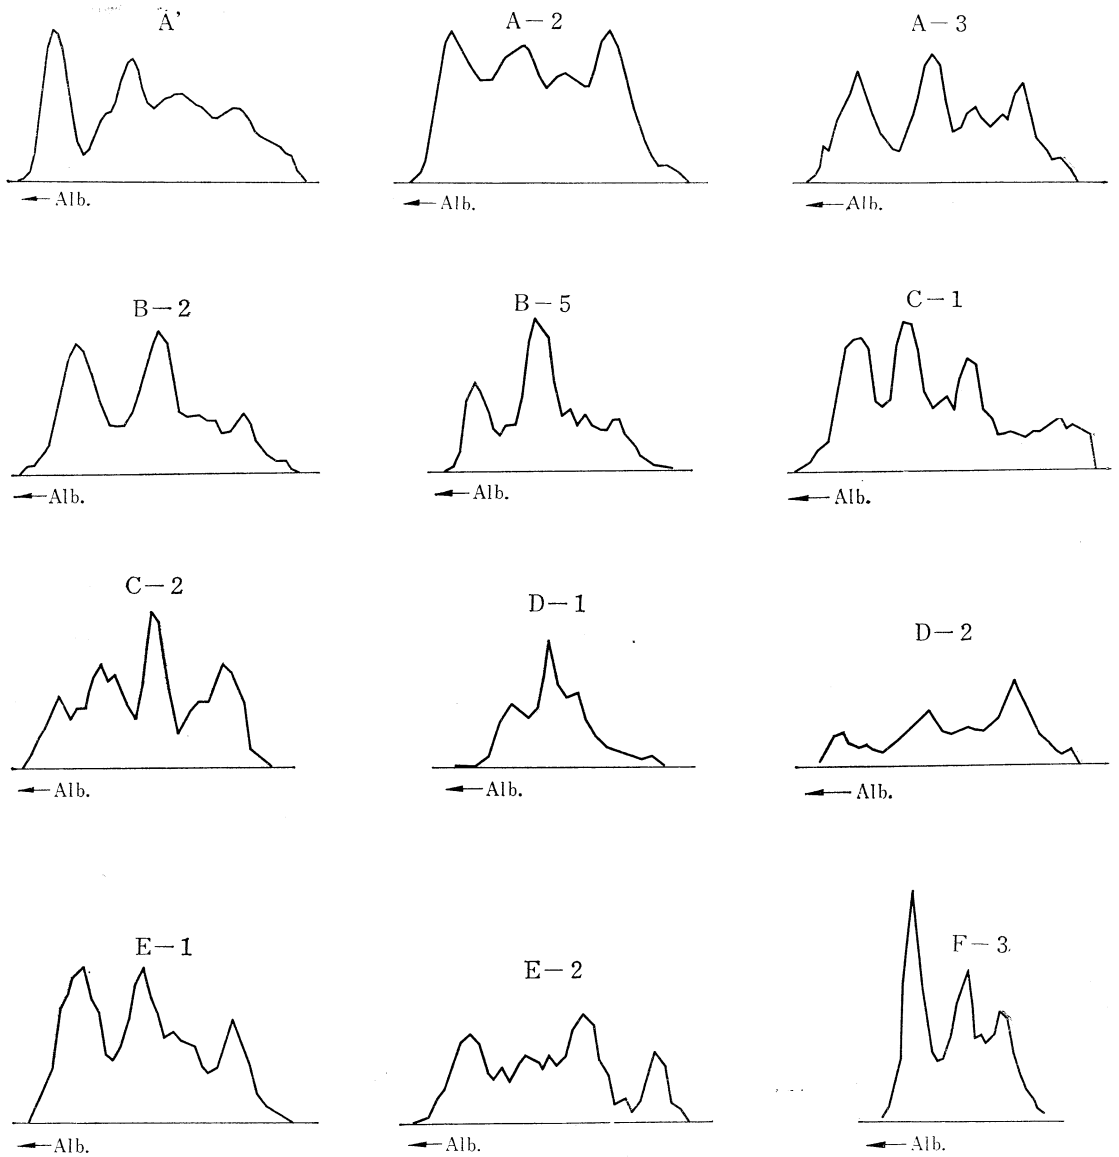 A'
A-2
A-3
←Alb.
←Alb.
←Alb.
B-2
B-5
C-1
←Alb.
←Alb.
←Alb.
C-2
D-1
D-2
←Alb.
←Alb.
←Alb.
E-1
E-2
F-3
←Alb.
←Alb.
←Alb.